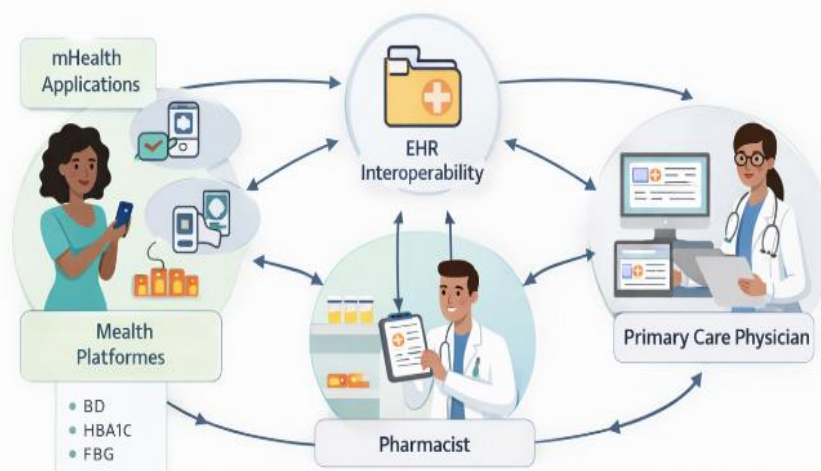 mHealth
Applications
EHR
Interoperability
Mealth
Platformes
Primary Care Physician
Pharmacist
BD
HBA1C
FBG